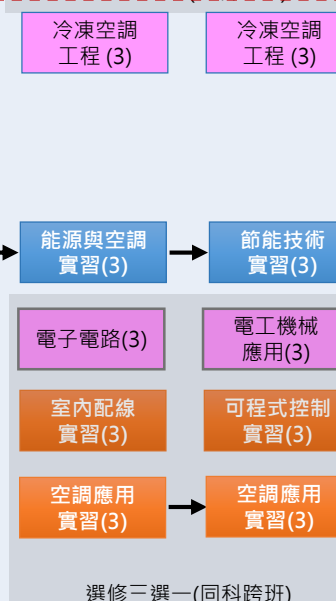 冷凍空調
工程 (3)
冷凍空調
工程 (3)
能源與空調
實習(3)
節能技術
實習(3)
電子電路(3)
電工機械
應用(3)
室內配線
實習(3)
可程式控制
實習(3)
空調應用
實習(3)
空調應用
實習(3)
選修三選一(同科跨班)